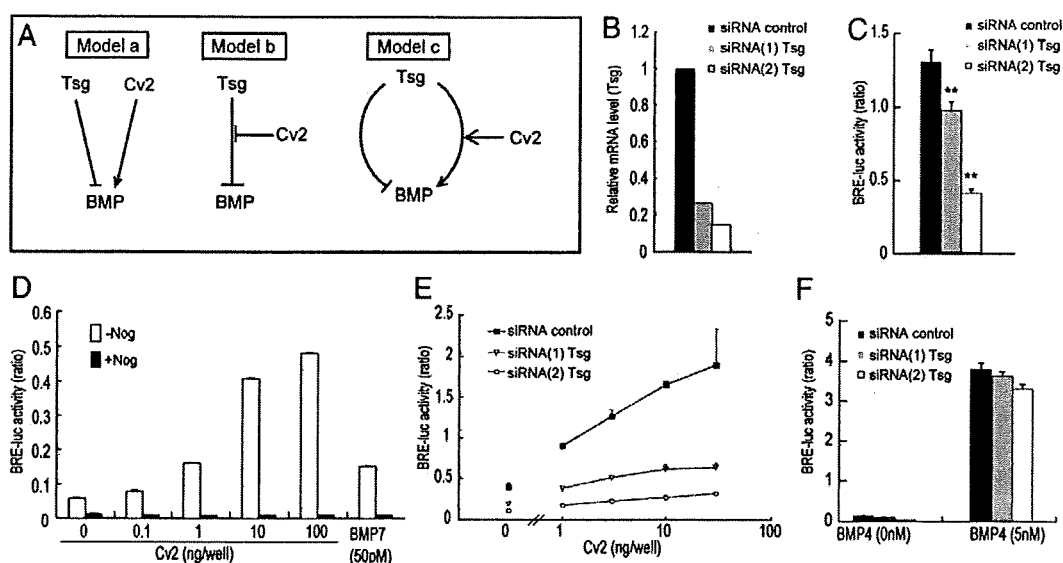 A
Model a
Model b
Model c
Tsg
Cv2
BMP
Tsg
Cv2
BMP
Tsg
Cv2
BMP
B
siRNA control
siRNA(1) Tsg
siRNA(2) Tsg
Relative mRNA level (Tsg)
1.2
1
0.8
0.6
0.4
0.2
0
C
siRNA control
siRNA(1) Tsg
siRNA(2) Tsg
BRE-luc activity (ratio)
1.5
1.0
0.5
0
**
**
D
-Nog
+Nog
BRE-luc activity (ratio)
0.6
0.5
0.4
0.3
0.2
0.1
0 0.1 1 10 100 BMP7
Cv2 (ng/well) (50pM)
E
siRNA control
siRNA(1) Tsg
siRNA(2) Tsg
BRE-luc activity (ratio)
2.5
2
1.5
1
0.5
0
0 1 10 100
Cv2 (ng/well)
F
siRNA control
siRNA(1) Tsg
siRNA(2) Tsg
BRE-luc activity (ratio)
5
4
3
2
1
0
BMP4 (0nM) BMP4 (5nM)